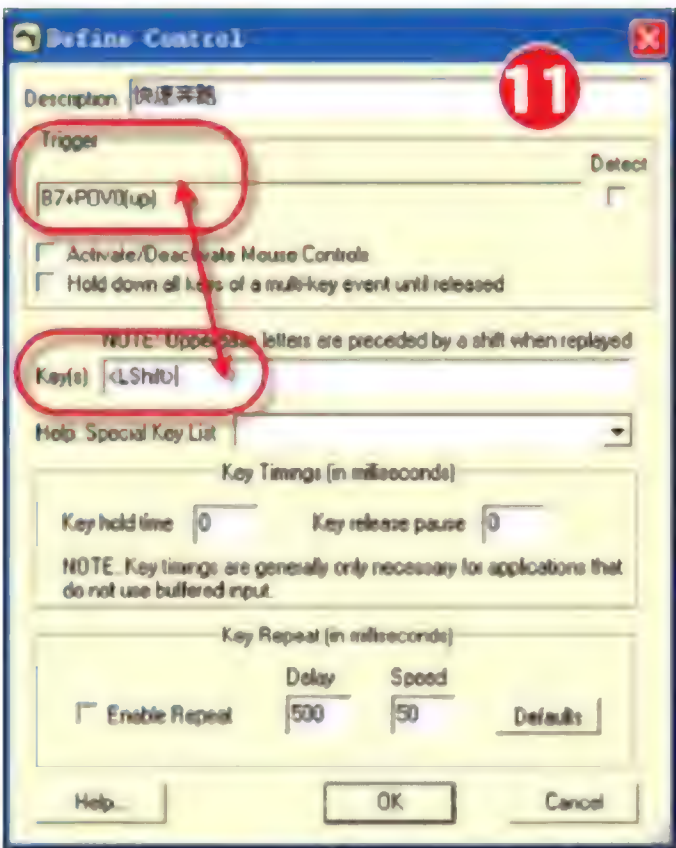 Define Control
11
Description 快速奔跑
Trigger
Detect
B7+POV0(up)
Activate/Deactivate Mouse Controls
Hold down all keys of a multi-key event until released
NOTE: Uppercase letters are preceded by a shift when replayed
Key(s) <LShift>
Help: Special Key List
Key Timings (in milliseconds)
Key hold time 0 Key release pause 0
NOTE: Key timings are generally only necessary for applications that
do not use buffered input.
Key Repeat (in milliseconds)
Delay Speed
Enable Repeat 500 50 Defaults
Help... OK Cancel